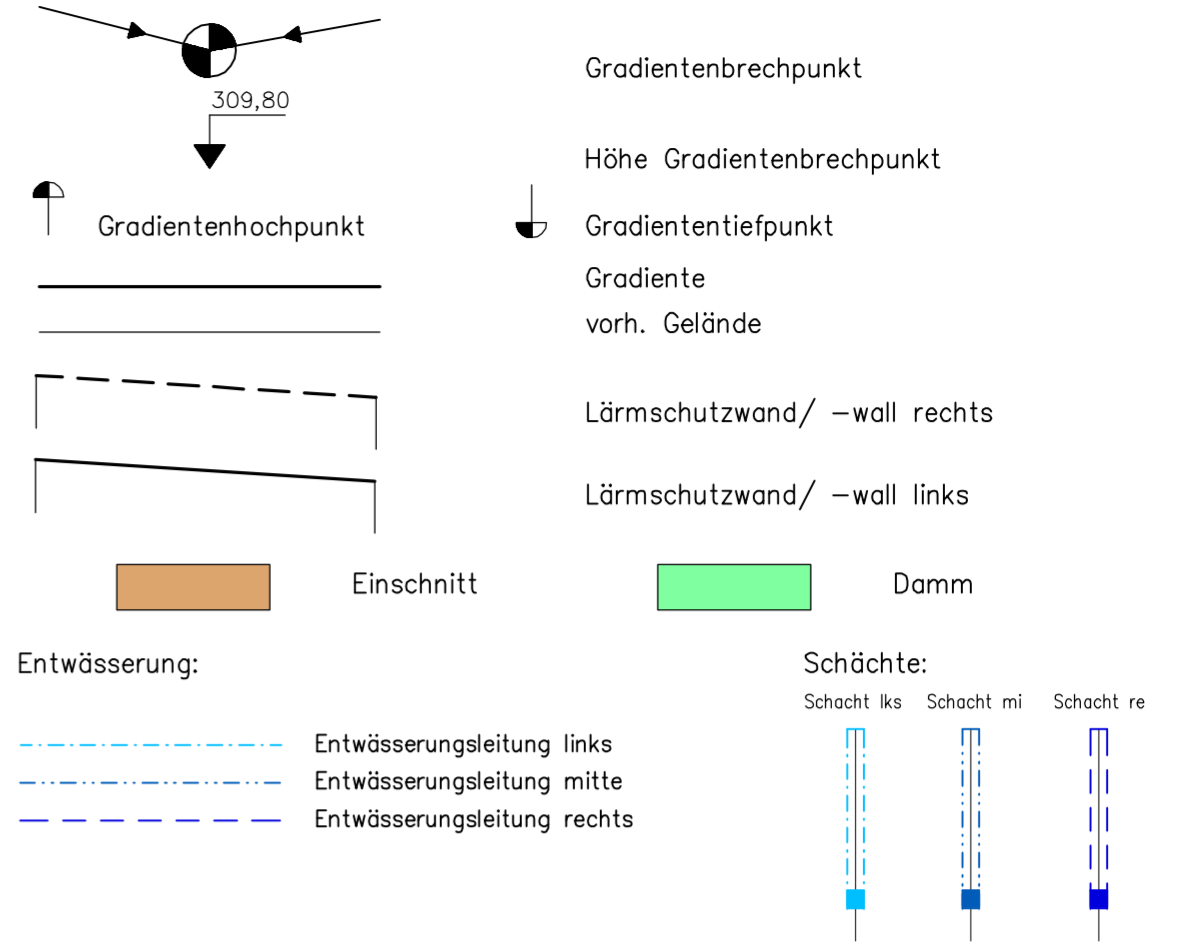 Gradientenbrechpunkt
309,80
Höhe Gradientenbrechpunkt
Gradientenhochpunkt
Gradiententiefpunkt
Gradiente
vorh. Gelände
Lärmschutzwand/ -wall rechts
Lärmschutzwand/ -wall links
Einschnitt
Damm
Entwässerung:
Entwässerungsleitung links
Entwässerungsleitung mitte
Entwässerungsleitung rechts
Schächte:
Schacht lks
Schacht mi
Schacht re